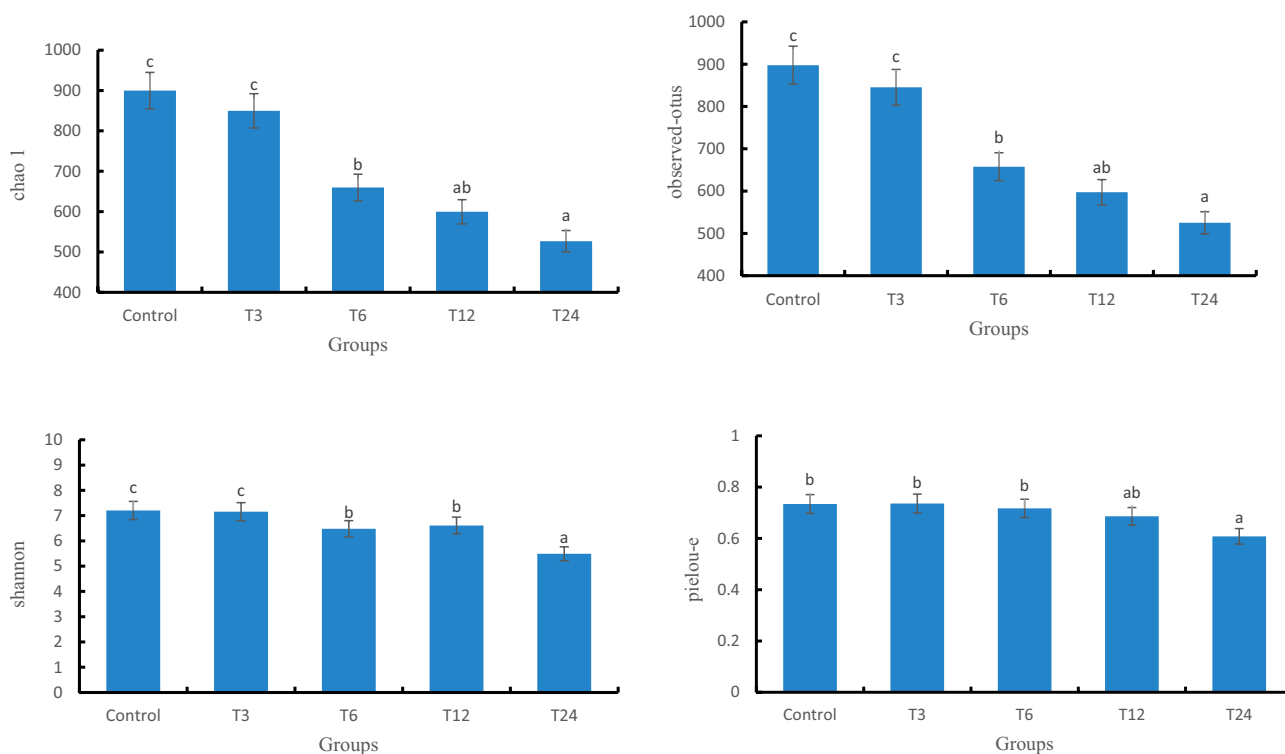 1000
900
800
700
600
500
400
chao 1
c
c
b
ab
a
Control T3 T6 T12 T24
Groups
1000
900
800
700
600
500
400
observed-otus
c
c
b
ab
a
Control T3 T6 T12 T24
Groups
10
9
8
7
6
5
4
3
2
1
0
shannon
c
c
b
b
a
Control T3 T6 T12 T24
Groups
1
0.8
0.6
0.4
0.2
0
pielou-e
b
b
b
ab
a
Control T3 T6 T12 T24
Groups